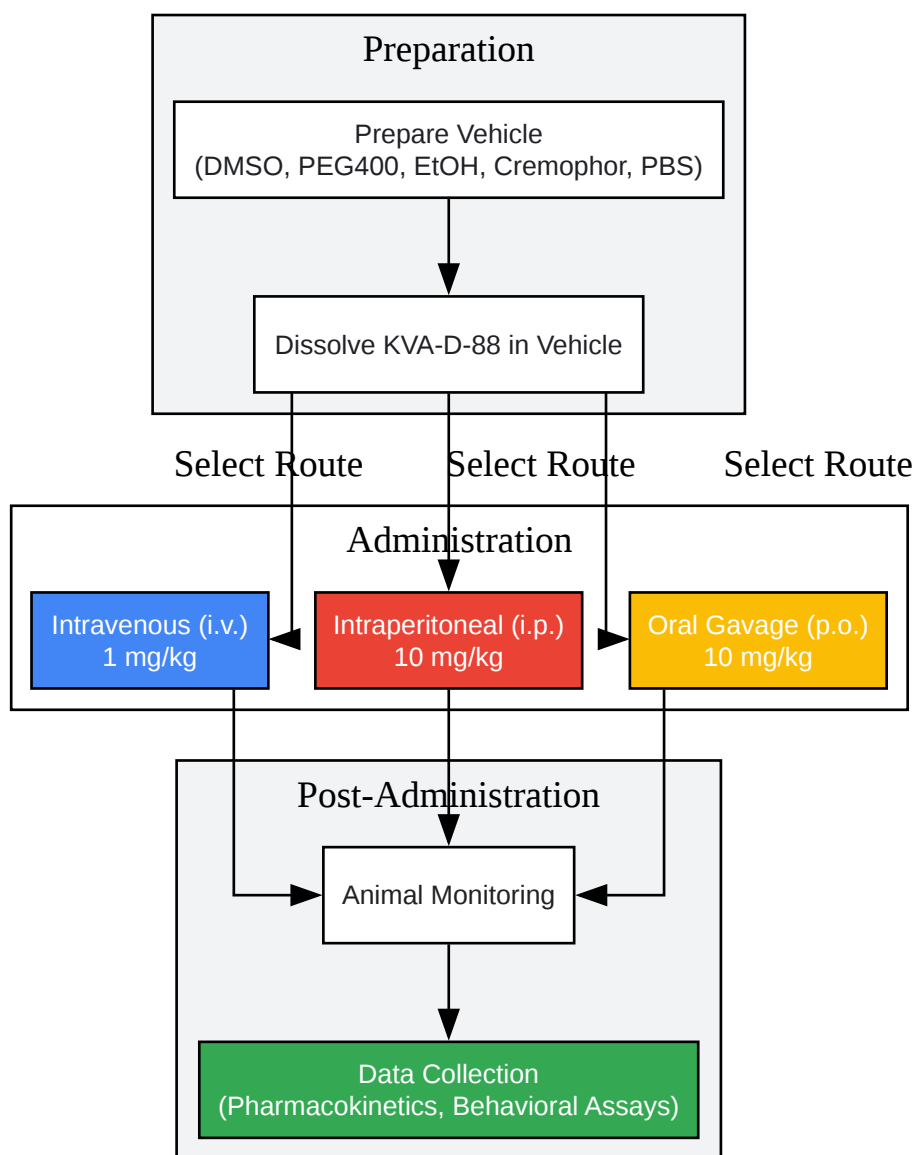 Preparation
Prepare Vehicle
(DMSO, PEG400, EtOH, Cremophor, PBS)
Dissolve KVA-D-88 in Vehicle
Select Route
Select Route
Select Route
Administration
Intravenous (i.v.)
1 mg/kg
Intraperitoneal (i.p.)
10 mg/kg
Oral Gavage (p.o.)
10 mg/kg
Post-Administration
Animal Monitoring
Data Collection
(Pharmacokinetics, Behavioral Assays)